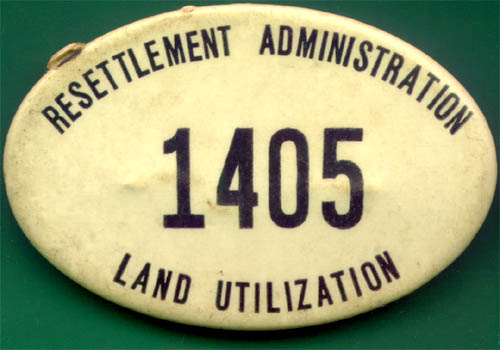 RESETTLEMENT ADMINISTRATION
1405
LAND UTILIZATION